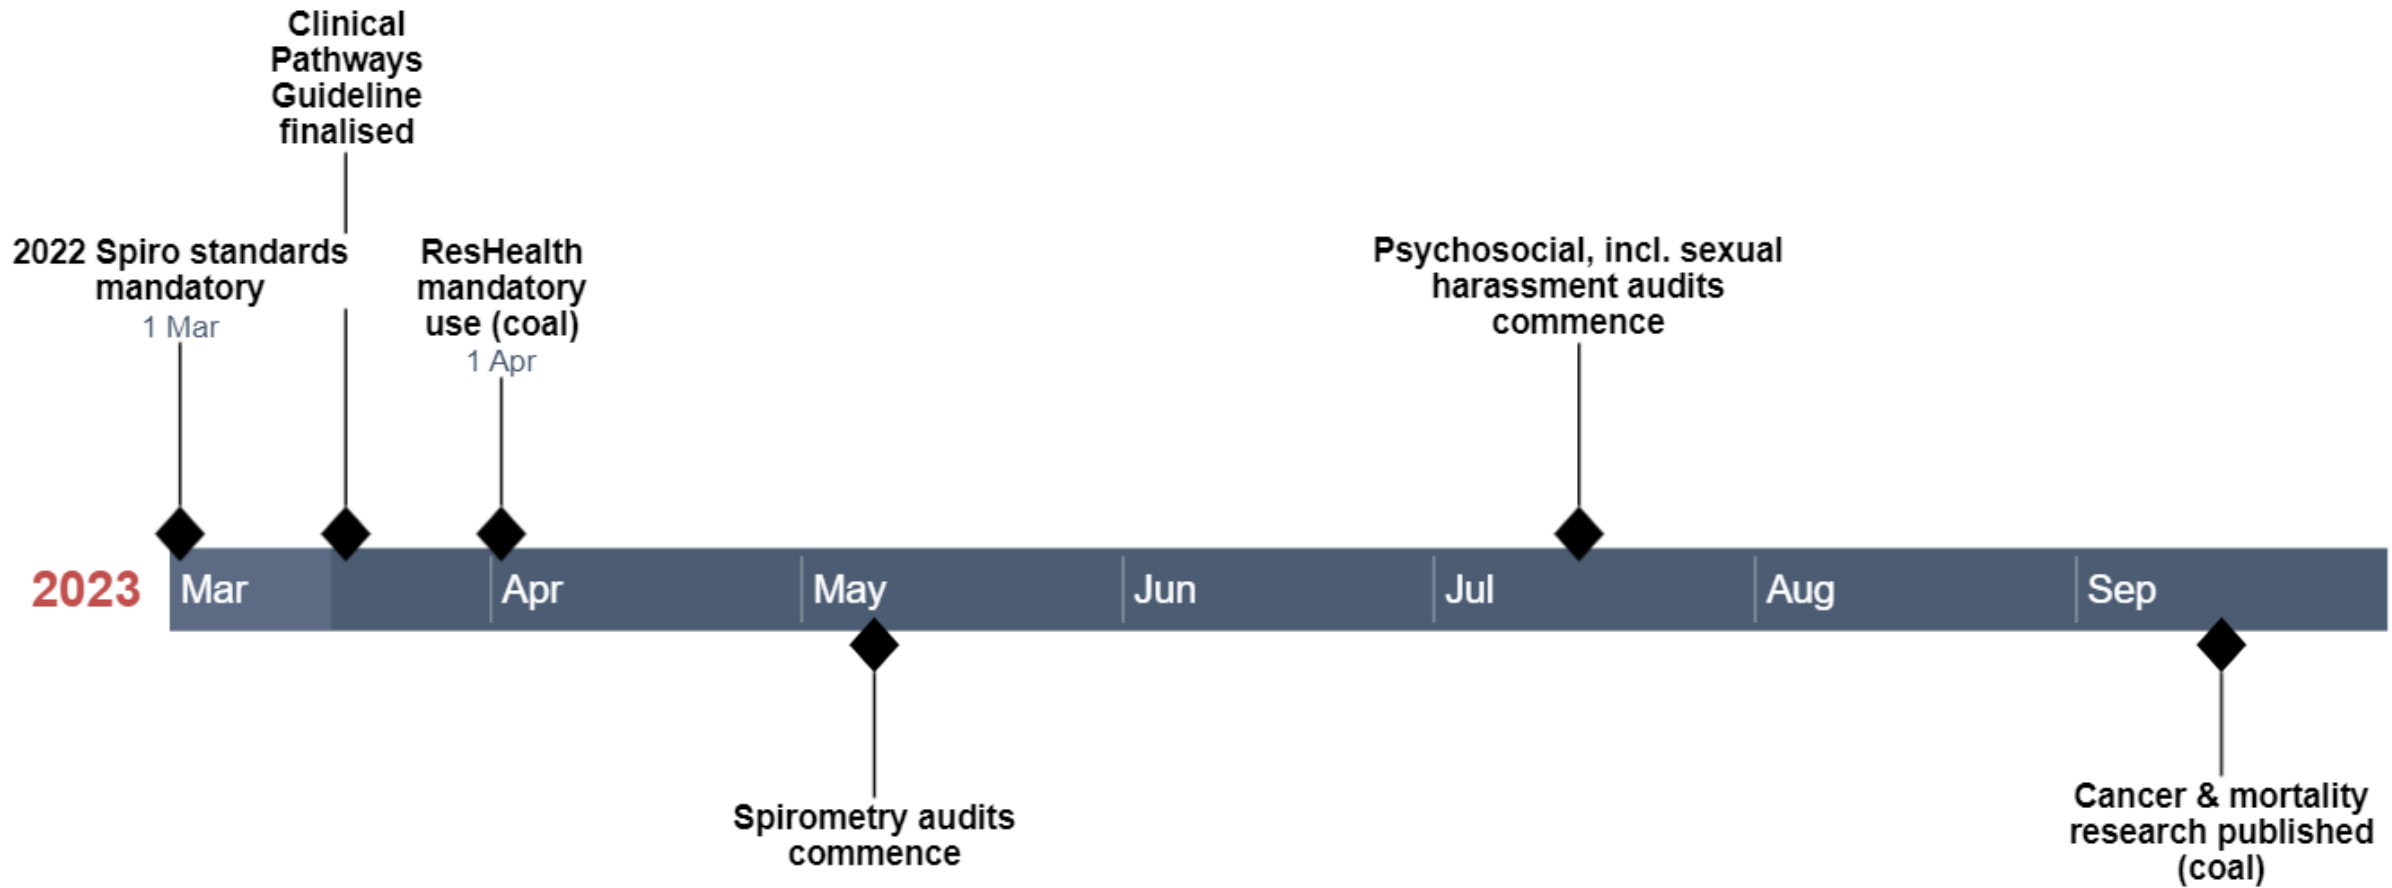 Clinical
Pathways
Guideline
finalised
2022 Spiro standards
mandatory
1 Mar
ResHealth
mandatory
use (coal)
1 Apr
Psychosocial, incl. sexual
harassment audits
commence
2023
Mar
Apr
May
Jun
Jul
Aug
Sep
Spirometry audits
commence
Cancer & mortality
research published
(coal)